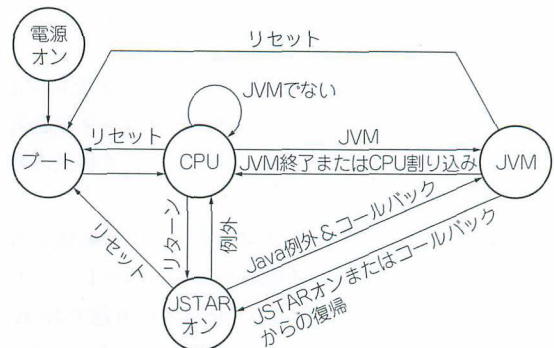 電源
オン
リセット
JVMでない
リセット
JVM
ブート
CPU
JVM終了またはCPU割り込み
JVM
リターン
例外
リセット
Java例外&コールバック
JSTARオンまたはコールバック
からの復帰
JSTAR
オン